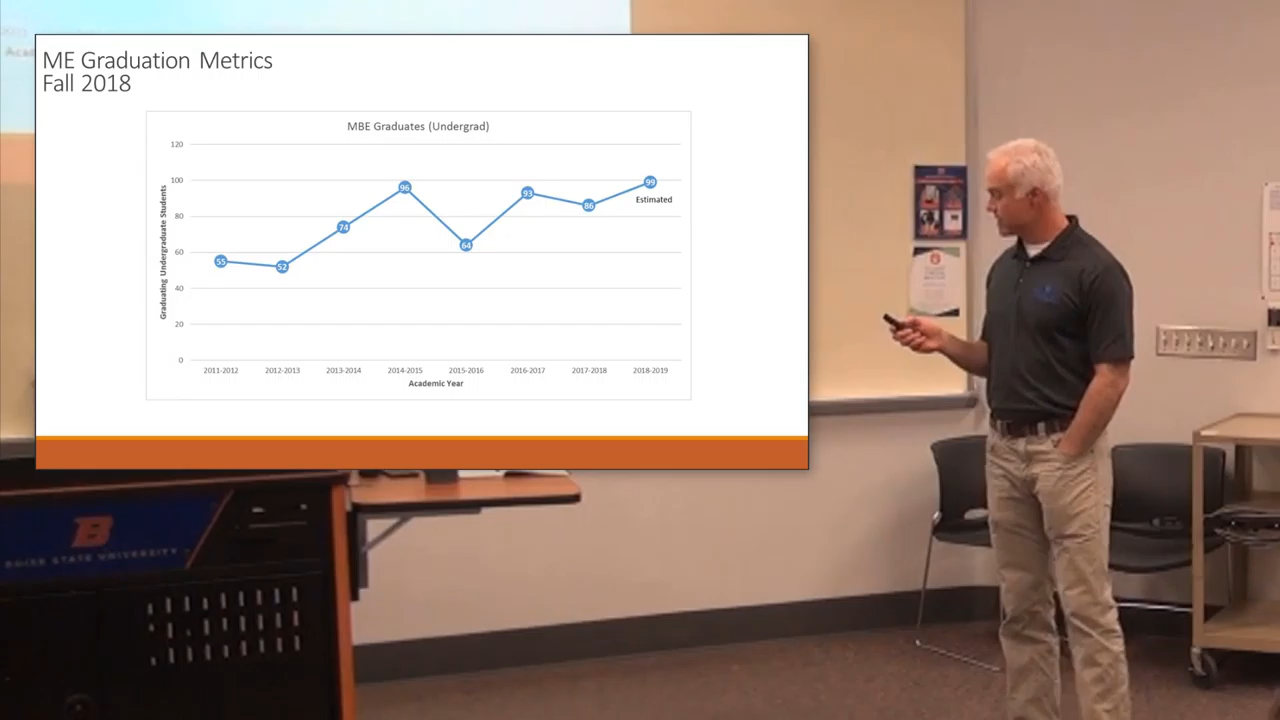 ME Graduation Metrics
Fall 2018
MBE Graduates (Undergrad)
120
100
80
60
40
20
0
Graduating Undergraduate Students
55
52
74
96
64
93
86
99
Estimated
2011-2012 2012-2013 2013-2014 2014-2015 2015-2016 2016-2017 2017-2018 2018-2019
Academic Year
B
BOISE STATE UNIVERSITY